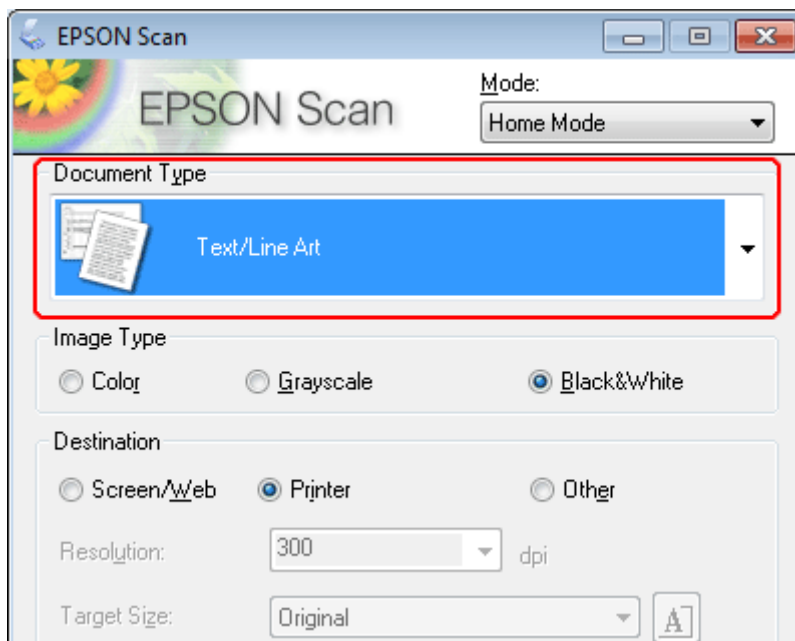 EPSON Scan
EPSON Scan
Mode:
Home Mode
Document Type
Text/Line Art
Image Type
Color Grayscale Black&White
Destination
Screen/Web Printer Other
Resolution: 300 dpi
Target Size: Original A